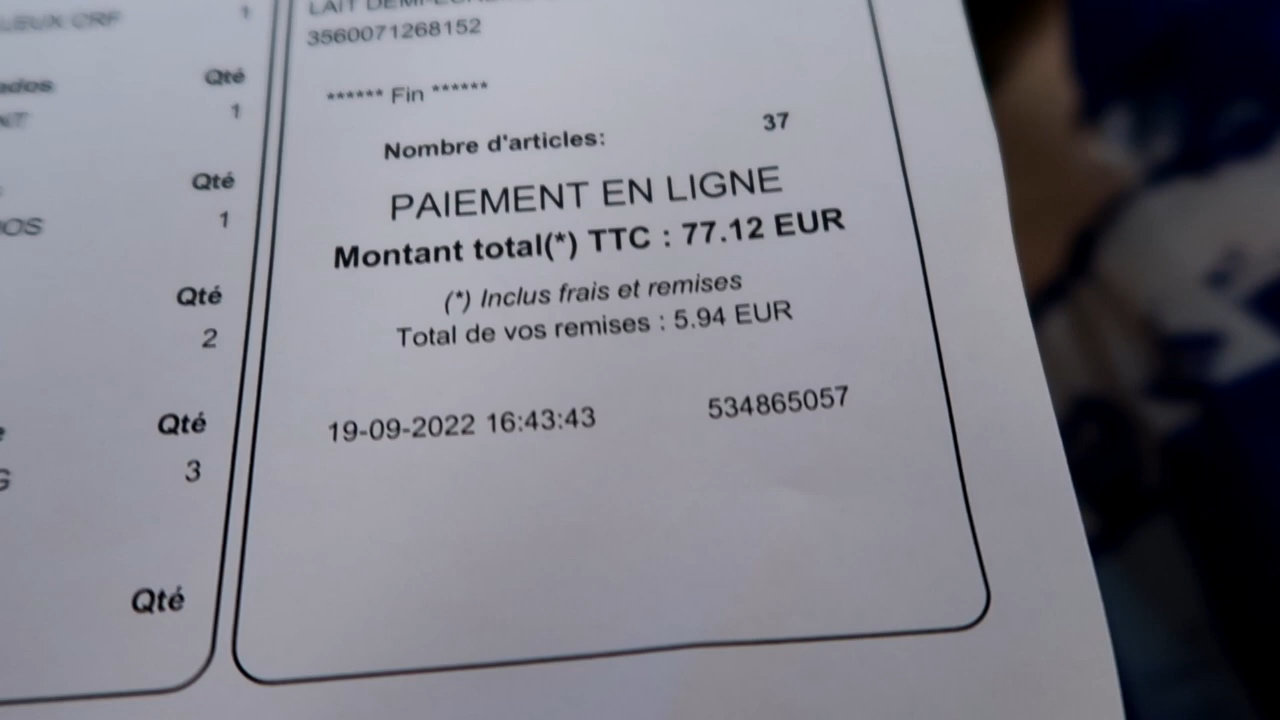 UEUX CRF 1
ados Qté
NT 1
Qté
OS 1
Qté
2
Qté
G 3
Qté
LAIT DEMI
3560071268152
****** Fin ******
Nombre d'articles: 37
PAIEMENT EN LIGNE
Montant total(*) TTC : 77.12 EUR
(*) Inclus frais et remises
Total de vos remises : 5.94 EUR
19-09-2022 16:43:43 534865057